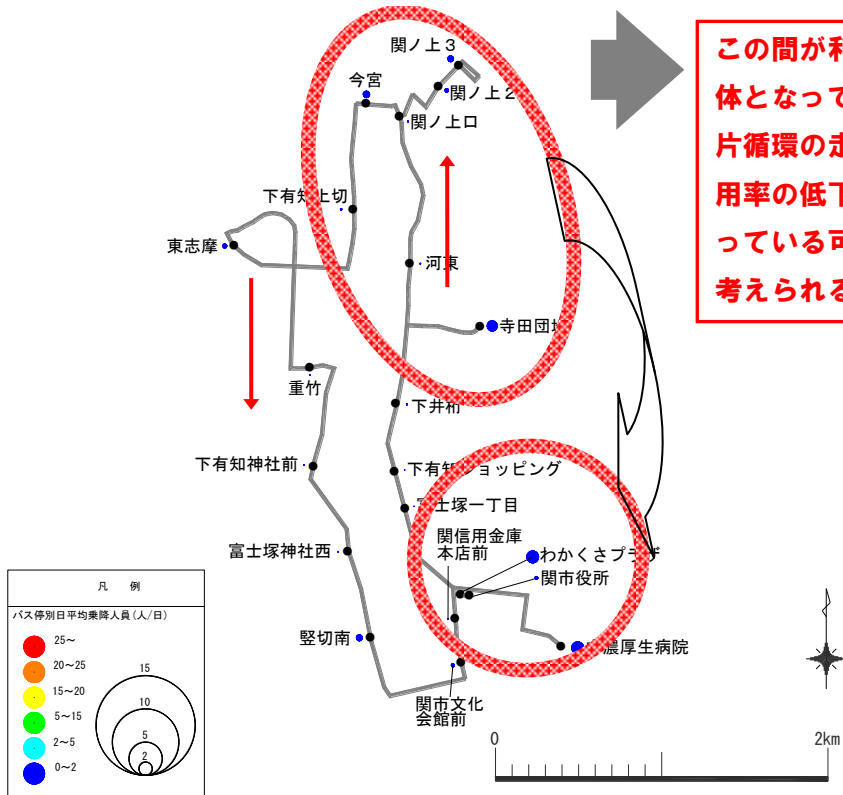 関ノ上３
今宮
関ノ上２
関ノ上口
下有知上切
東志摩
河東
寺田団地
重竹
下井桁
下有知神社前
下有知ショッピング
富士塚一丁目
関信用金庫
本店前
富士塚神社西
わかくさプラザ
関市役所
竪切南
濃厚生病院
関市文化
会館前
この間が利
体となって
片循環の走
用率の低下
っている可
考えられる
凡 例
バス停別日平均乗降人員(人/日)
25～
20～25
15～20
5～15
2～5
0～2
15
10
5
2
0
2km